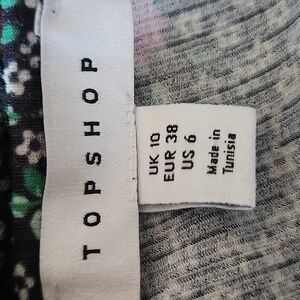 TOPSHOP
UK 10
EUR 38
US 6
Made in
Tunisia